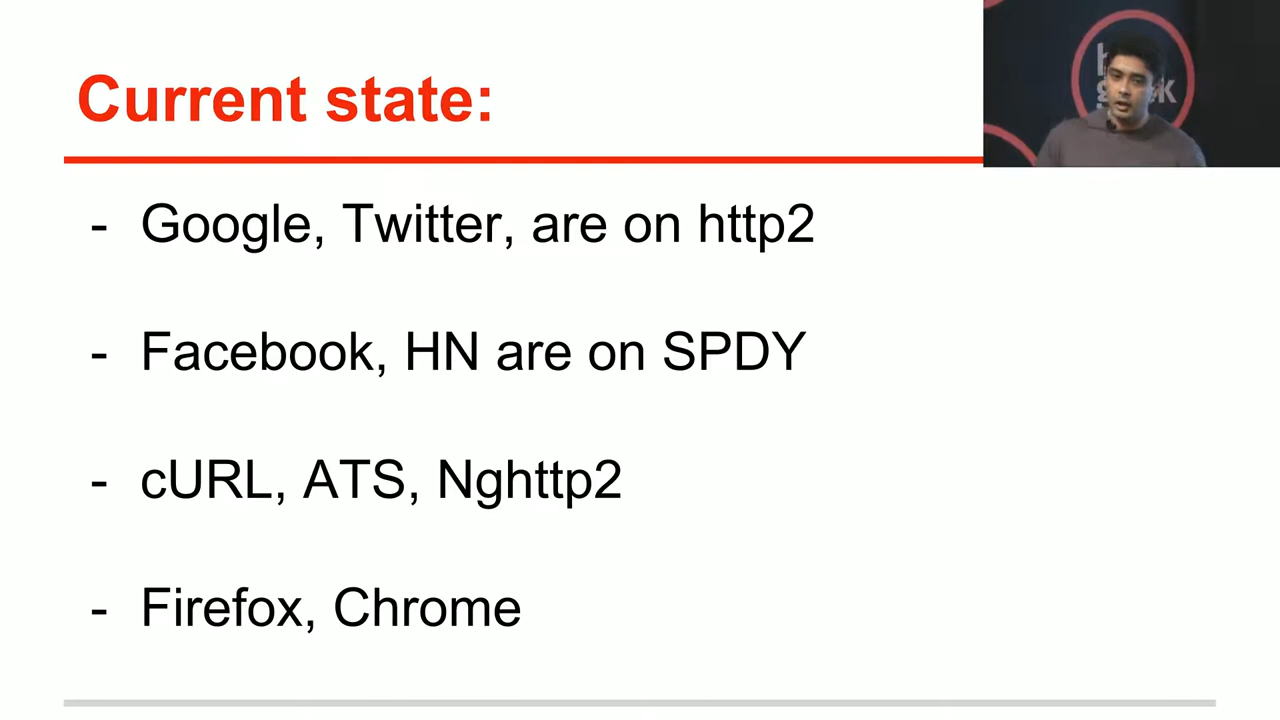 Current state:
- Google, Twitter, are on http2
- Facebook, HN are on SPDY
- cURL, ATS, Nghttp2
- Firefox, Chrome